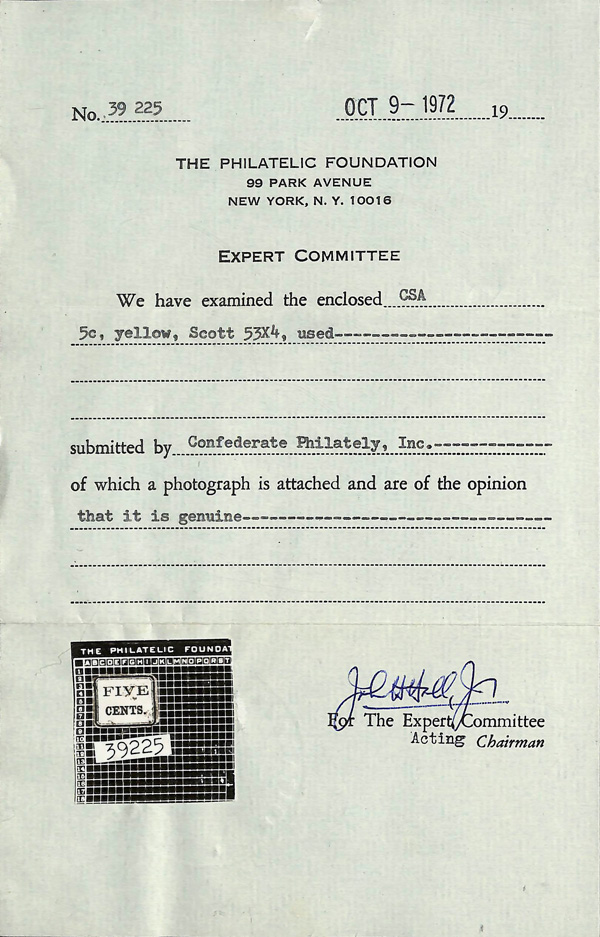 No. 39 225 OCT 9- 1972 19
THE PHILATELIC FOUNDATION
99 PARK AVENUE
NEW YORK, N. Y. 10016
EXPERT COMMITTEE
We have examined the enclosed CSA
5c, yellow, Scott 53X4, used
submitted by Confederate Philately, Inc.
of which a photograph is attached and are of the opinion
that it is genuine
THE PHILATELIC FOUNDAT
ABCDEFGHIJKLMNOPQRST
FIVE
CENTS.
39225
For The Expert Committee
Acting Chairman